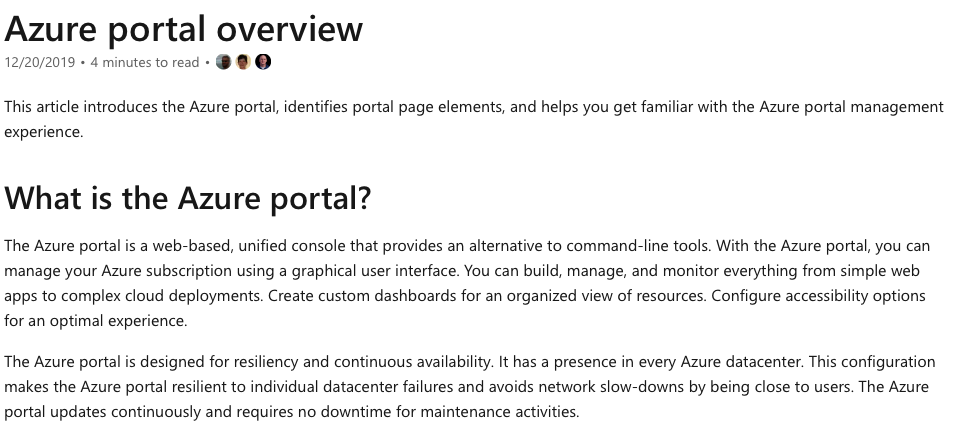 Azure portal overview
12/20/2019 • 4 minutes to read •
This article introduces the Azure portal, identifies portal page elements, and helps you get familiar with the Azure portal management
experience.
What is the Azure portal?
The Azure portal is a web-based, unified console that provides an alternative to command-line tools. With the Azure portal, you can
manage your Azure subscription using a graphical user interface. You can build, manage, and monitor everything from simple web
apps to complex cloud deployments. Create custom dashboards for an organized view of resources. Configure accessibility options
for an optimal experience.
The Azure portal is designed for resiliency and continuous availability. It has a presence in every Azure datacenter. This configuration
makes the Azure portal resilient to individual datacenter failures and avoids network slow-downs by being close to users. The Azure
portal updates continuously and requires no downtime for maintenance activities.